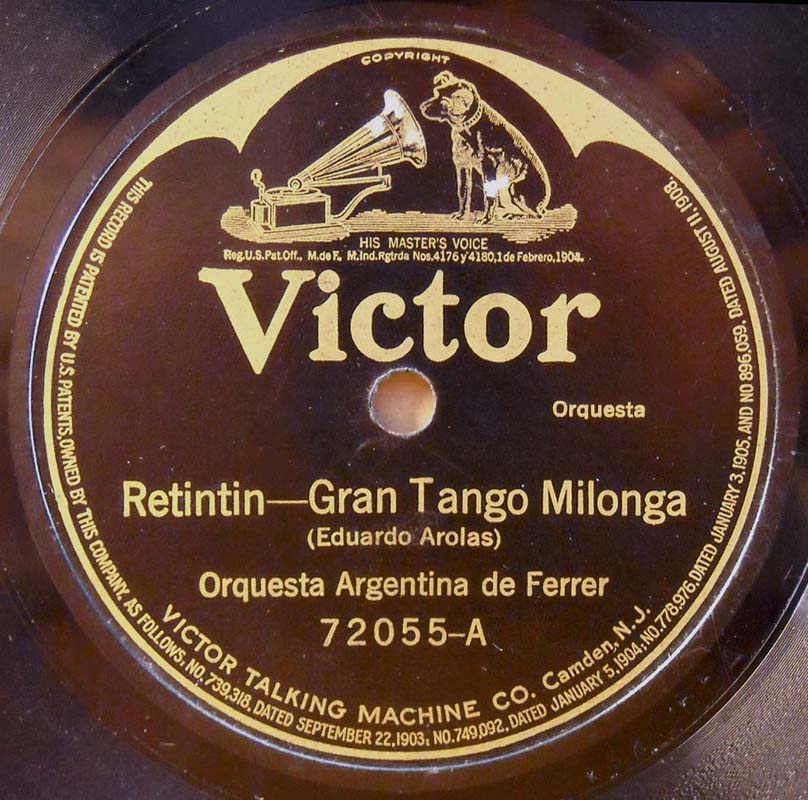 COPYRIGHT
HIS MASTER'S VOICE
Reg.U.S.Pat.Off., M.de F., M.Ind.Rgtrda Nos.4176 y 4180,1 de Febrero,1904.
Victor
Orquesta
Retintin—Gran Tango Milonga
(Eduardo Arolas)
Orquesta Argentina de Ferrer
72055-A
VICTOR TALKING MACHINE CO. Camden, N.J.
THIS RECORD IS PATENTED BY U.S. PATENTS, OWNED BY THIS COMPANY, AS FOLLOWS: NO. 739,318, DATED SEPTEMBER 22, 1903; NO. 749,092, DATED JANUARY 5, 1904; NO. 778,976, DATED JANUARY 3, 1905, AND NO 896,059, DATED AUGUST 11, 1908.